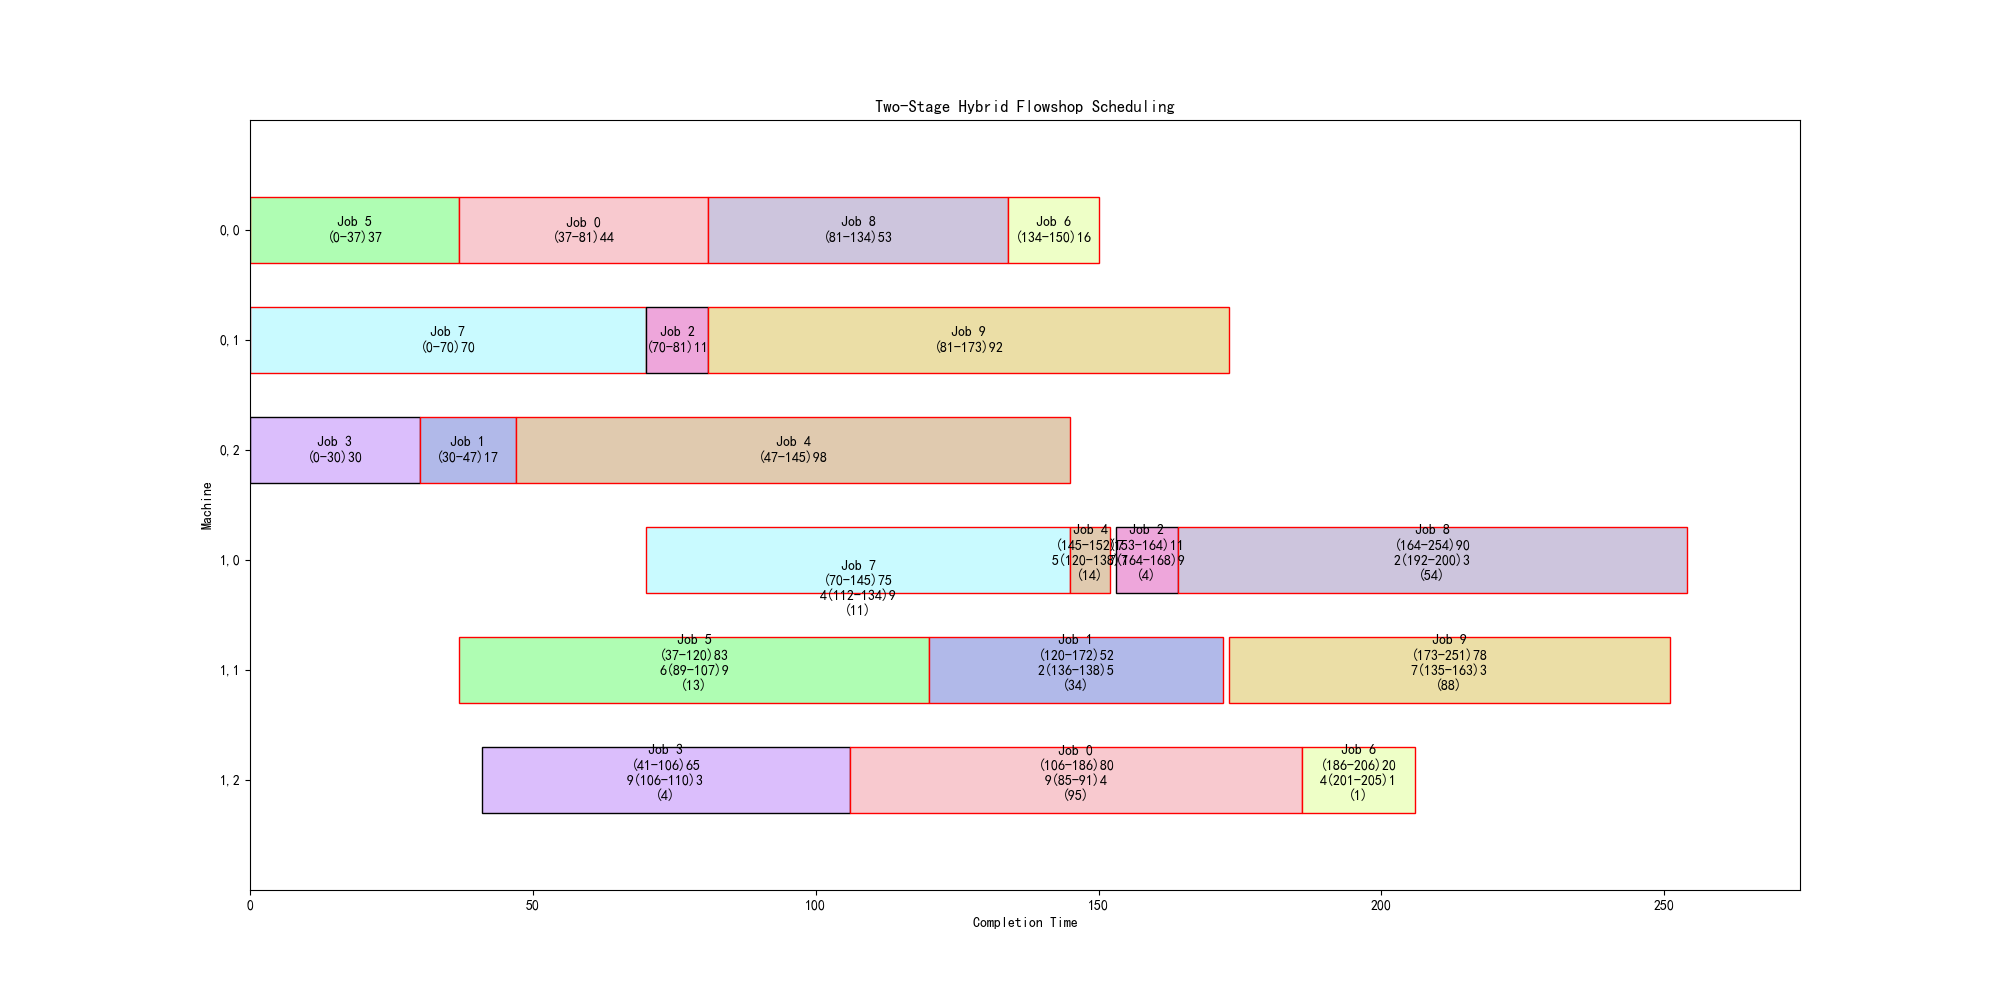 Two-Stage Hybrid Flowshop Scheduling
0,0
Job 5
(0-37)37
Job 0
(37-81)44
Job 8
(81-134)53
Job 6
(134-150)16
0,1
Job 7
(0-70)70
Job 2
(70-81)11
Job 9
(81-173)92
0,2
Job 3
(0-30)30
Job 1
(30-47)17
Job 4
(47-145)98
Machine
1,0
Job 7
(70-145)75
4(112-134)9
(11)
Job 4
(145-152)7
5(120-138)
(14)
Job 2
(153-164)11
(164-168)9
(4)
Job 8
(164-254)90
2(192-200)3
(54)
1,1
Job 5
(37-120)83
6(89-107)9
(13)
Job 1
(120-172)52
2(136-138)5
(34)
Job 9
(173-251)78
7(135-163)3
(88)
1,2
Job 3
(41-106)65
9(106-110)3
(4)
Job 0
(106-186)80
9(85-91)4
(95)
Job 6
(186-206)20
4(201-205)1
(1)
0
50
100
150
200
250
Completion Time